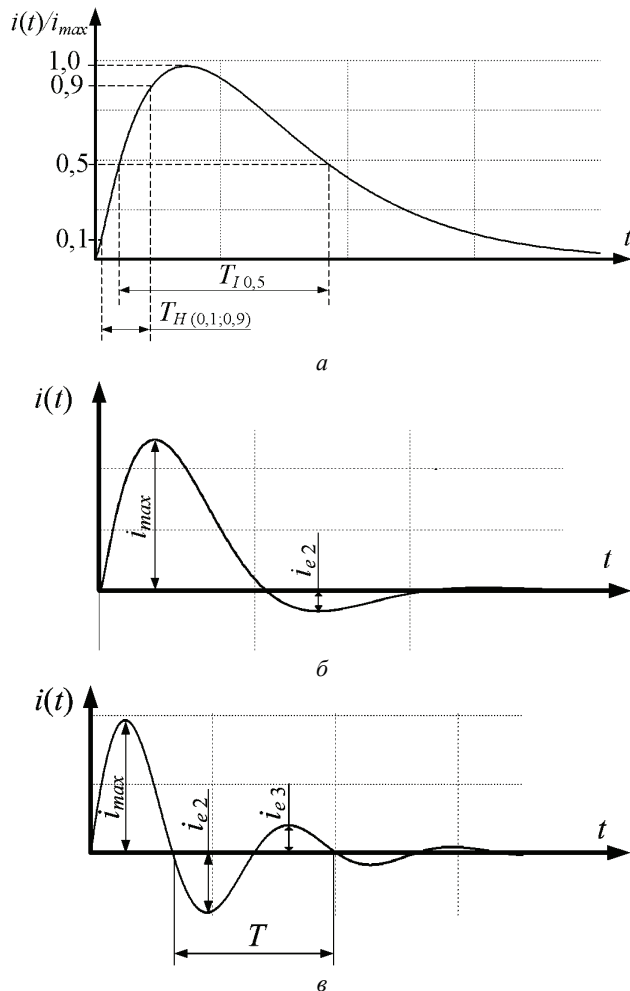 i(t)/i_max
1,0
0,9
0,5
0,1
t
T_I 0,5
T_H (0,1;0,9)
а
i(t)
i_max
i_e 2
t
б
i(t)
i_max
i_e 2
i_e 3
t
T
в